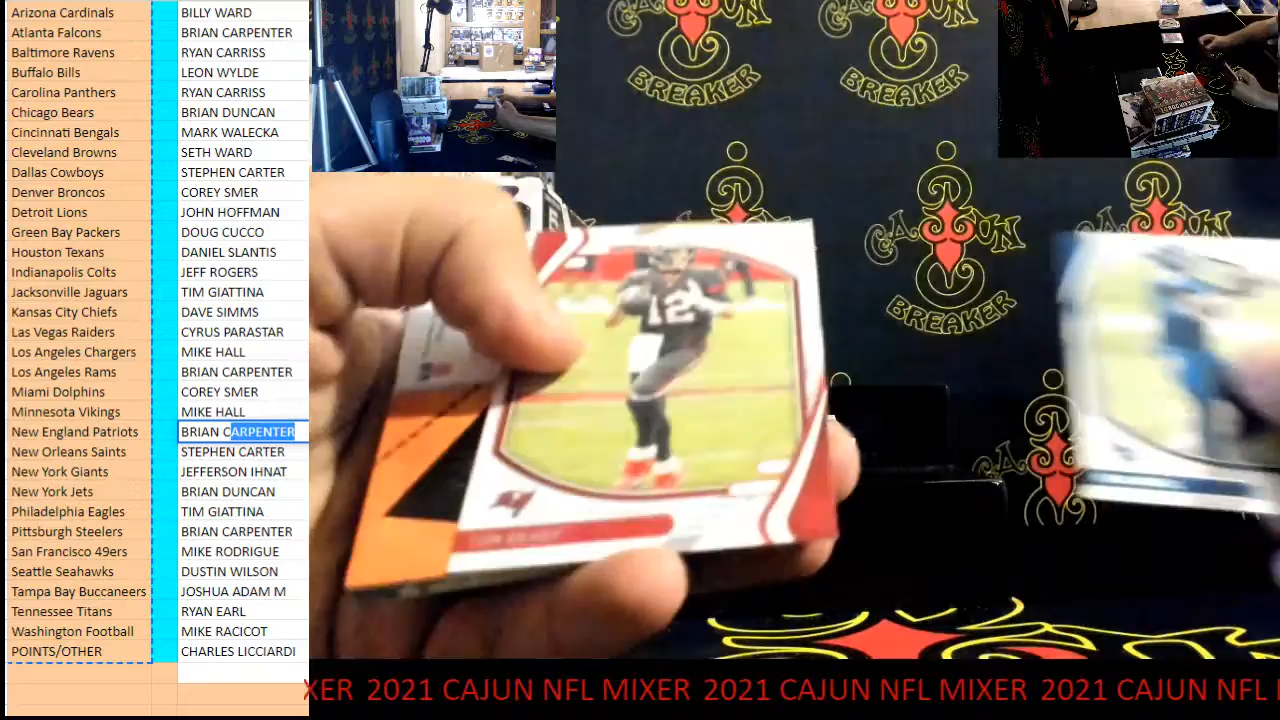 Arizona Cardinals BILLY WARD
Atlanta Falcons BRIAN CARPENTER
Baltimore Ravens RYAN CARRISS
Buffalo Bills LEON WYLDE
Carolina Panthers RYAN CARRISS
Chicago Bears BRIAN DUNCAN
Cincinnati Bengals MARK WALECKA
Cleveland Browns SETH WARD
Dallas Cowboys STEPHEN CARTER
Denver Broncos COREY SMER
Detroit Lions JOHN HOFFMAN
Green Bay Packers DOUG CUCCO
Houston Texans DANIEL SLANTIS
Indianapolis Colts JEFF ROGERS
Jacksonville Jaguars TIM GIATTINA
Kansas City Chiefs DAVE SIMMS
Las Vegas Raiders CYRUS PARASTAR
Los Angeles Chargers MIKE HALL
Los Angeles Rams BRIAN CARPENTER
Miami Dolphins COREY SMER
Minnesota Vikings MIKE HALL
New England Patriots BRIAN CARPENTER
New Orleans Saints STEPHEN CARTER
New York Giants JEFFERSON IHNAT
New York Jets BRIAN DUNCAN
Philadelphia Eagles TIM GIATTINA
Pittsburgh Steelers BRIAN CARPENTER
San Francisco 49ers MIKE RODRIGUE
Seattle Seahawks DUSTIN WILSON
Tampa Bay Buccaneers JOSHUA ADAM M
Tennessee Titans RYAN EARL
Washington Football MIKE RACICOT
POINTS/OTHER CHARLES LICCIARDI
BREAKER
BREAKER
CAJUN
BREAKER
12
XER 2021 CAJUN NFL MIXER 2021 CAJUN NFL MIXER 2021 CAJUN NFL